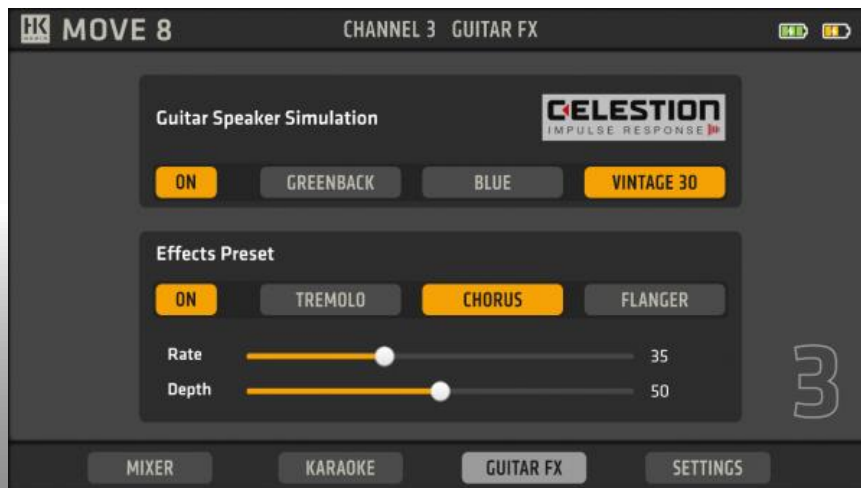 HK AUDIO MOVE 8 CHANNEL 3 GUITAR FX
Guitar Speaker Simulation
CELESTION
IMPULSE RESPONSE
ON GREENBACK BLUE VINTAGE 30
Effects Preset
ON TREMOLO CHORUS FLANGER
Rate 35
Depth 50
3
MIXER KARAOKE GUITAR FX SETTINGS